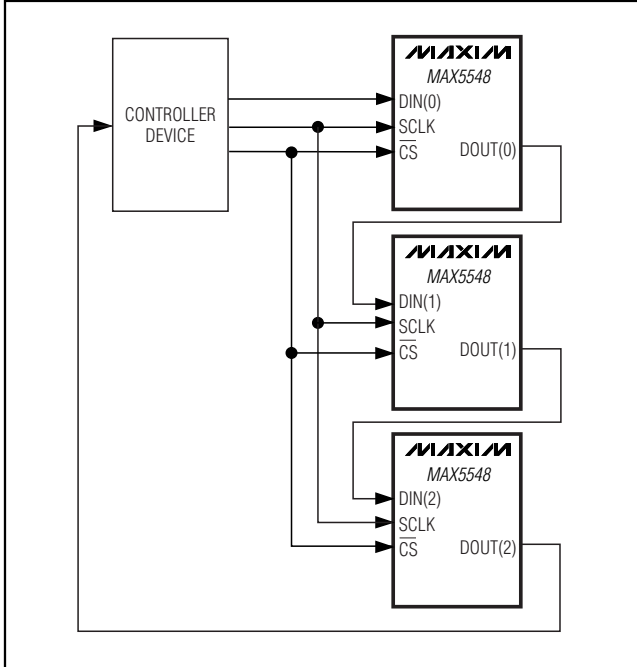 MAXIM
MAX5548
CONTROLLER
DEVICE
DIN(0)
SCLK
CS
DOUT(0)
MAXIM
MAX5548
DIN(1)
SCLK
CS
DOUT(1)
MAXIM
MAX5548
DIN(2)
SCLK
CS
DOUT(2)